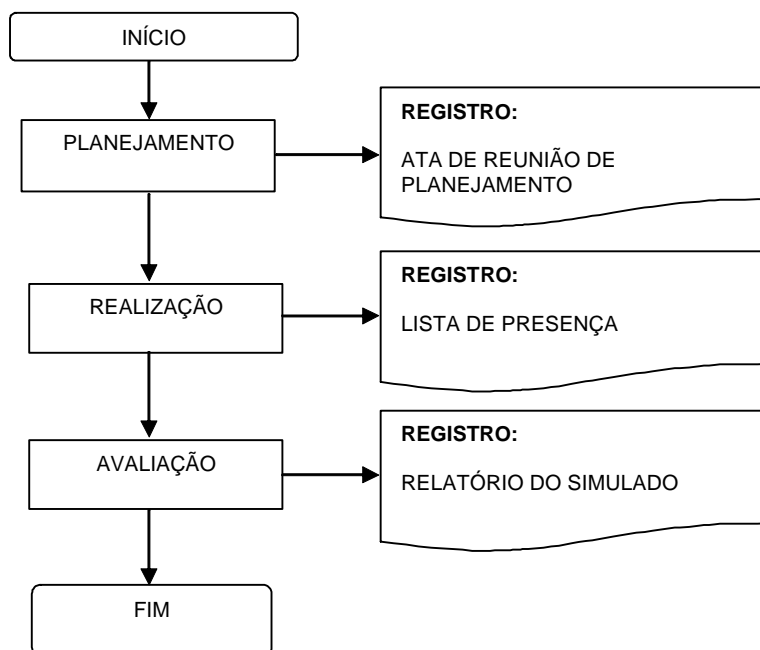 INÍCIO
PLANEJAMENTO
REGISTRO:
ATA DE REUNIÃO DE
PLANEJAMENTO
REALIZAÇÃO
REGISTRO:
LISTA DE PRESENÇA
AVALIAÇÃO
REGISTRO:
RELATÓRIO DO SIMULADO
FIM